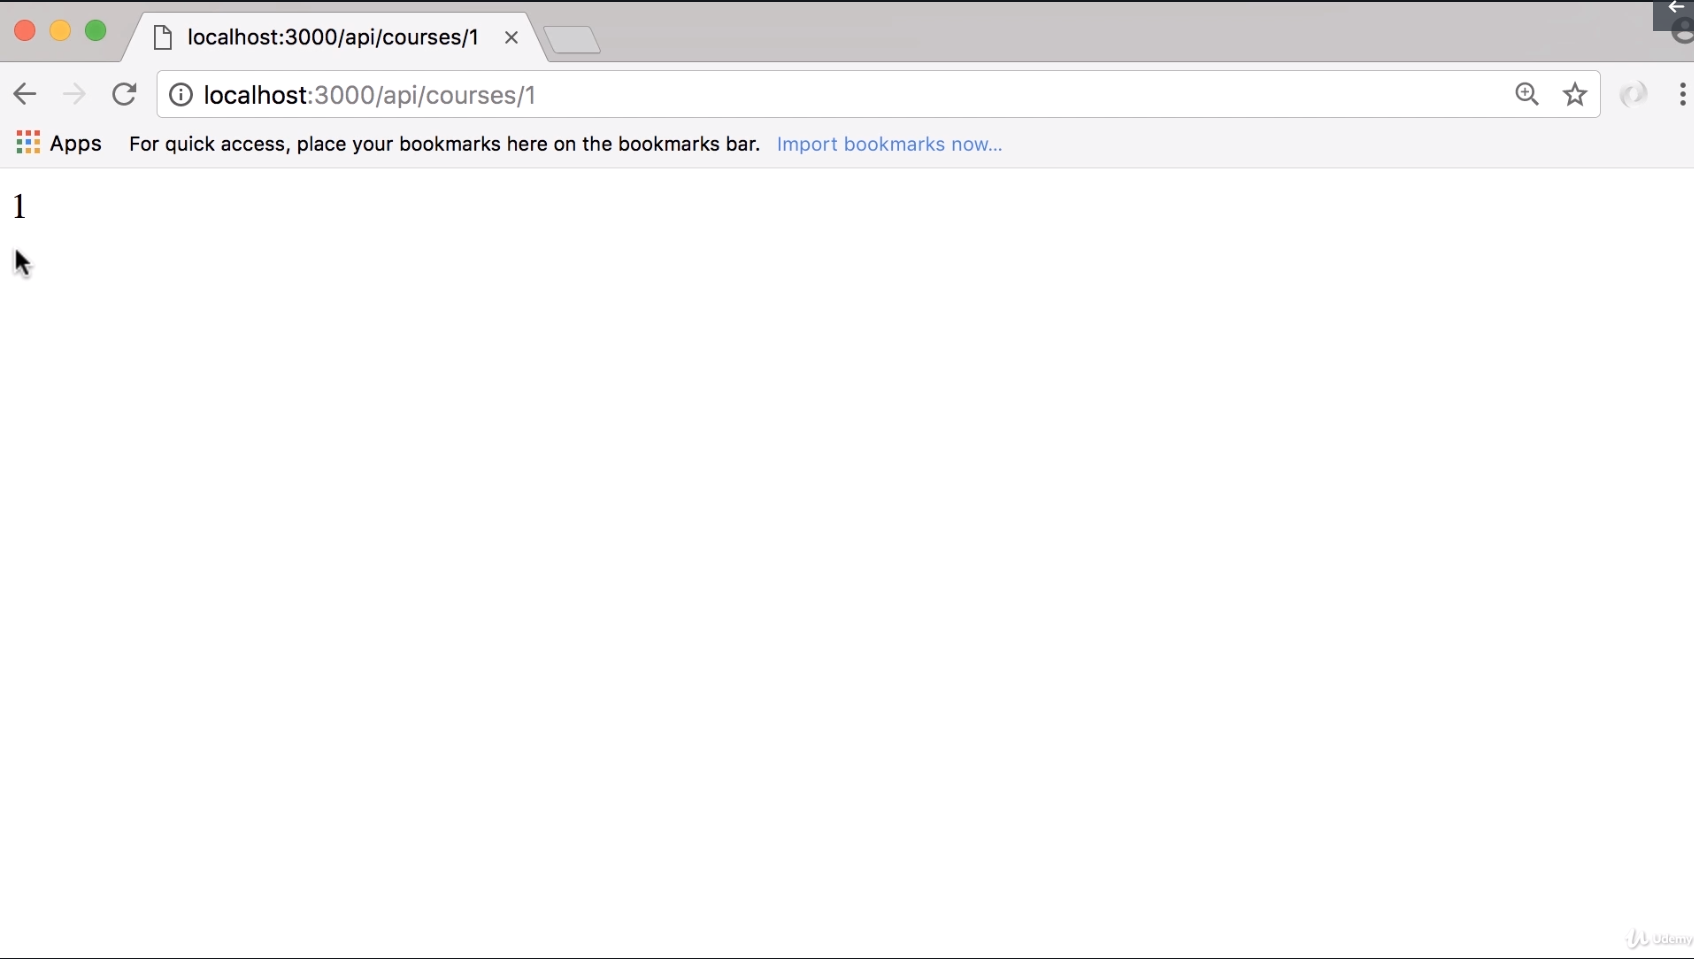 localhost:3000/api/courses/1
localhost:3000/api/courses/1
Apps For quick access, place your bookmarks here on the bookmarks bar. Import bookmarks now...
1
Udemy